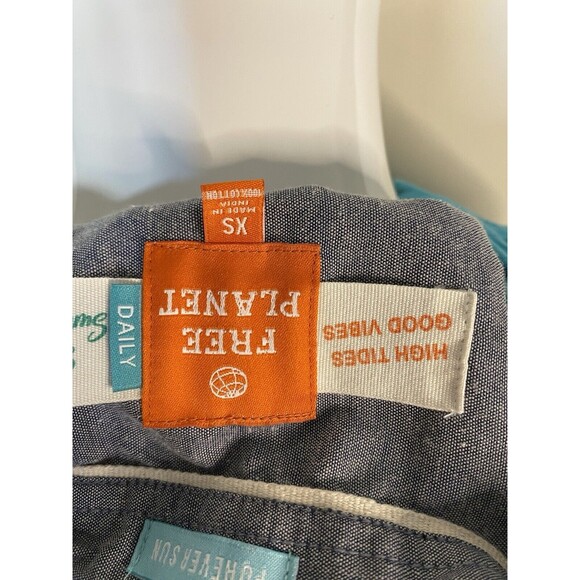 FREE
PLANET
XS
MADE IN
INDIA
100% COTTON
HIGH TIDES
GOOD VIBES
DAILY
FOREVER SUN